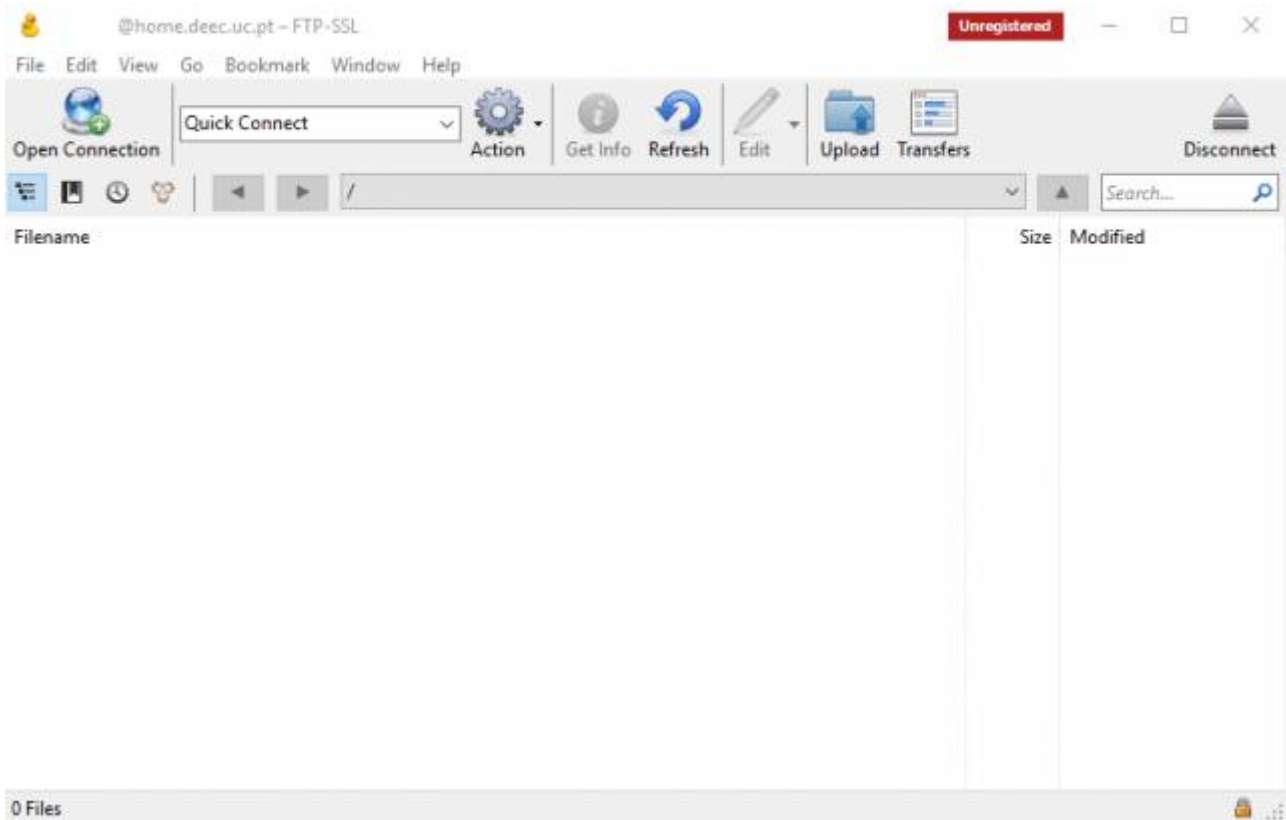 @home.deec.uc.pt – FTP-SSL Unregistered
File Edit View Go Bookmark Window Help
Quick Connect
Open Connection Action Get Info Refresh Edit Upload Transfers Disconnect
/ Search...
Filename Size Modified
0 Files